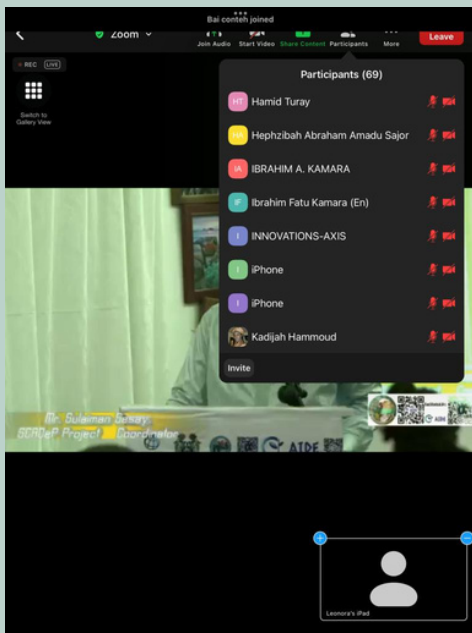 Bai conteh joined
Zoom
Join Audio Start Video Share Content Participants More
Leave
REC LIVE
Switch to
Gallery View
Participants (69)
HT Hamid Turay
HA Hephzibah Abraham Amadu Sajor
IA IBRAHIM A. KAMARA
IF Ibrahim Fatu Kamara (En)
I INNOVATIONS-AXIS
I iPhone
I iPhone
Kadijah Hammoud
Invite
Mr. Sulaiman Sesay
Project Coordinator
AIDE
AIDE
Leonora's iPad